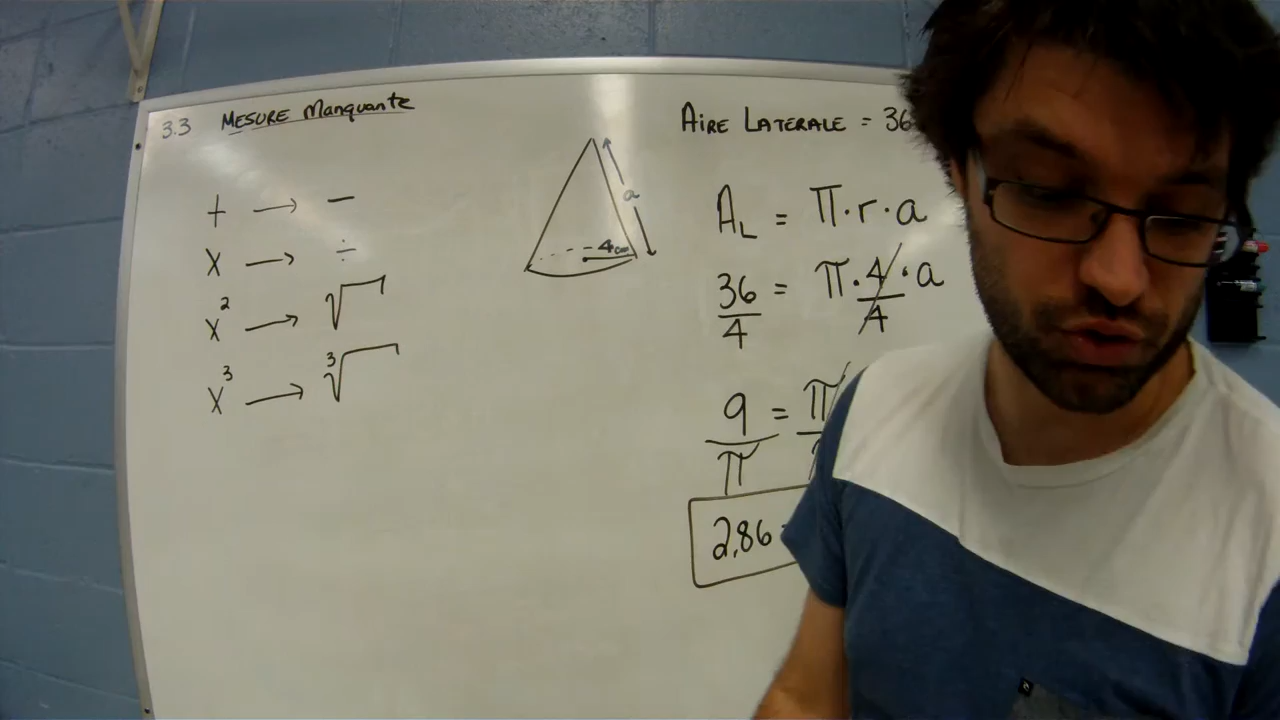 3.3 MESURE Manquante
+ → −
X → ÷
X² → √
X³ → ³√
a
4cm
AIRE LATERALE = 36
A_L = π·r·a
36/4 = π·4/4·a
9/π = π
2,86